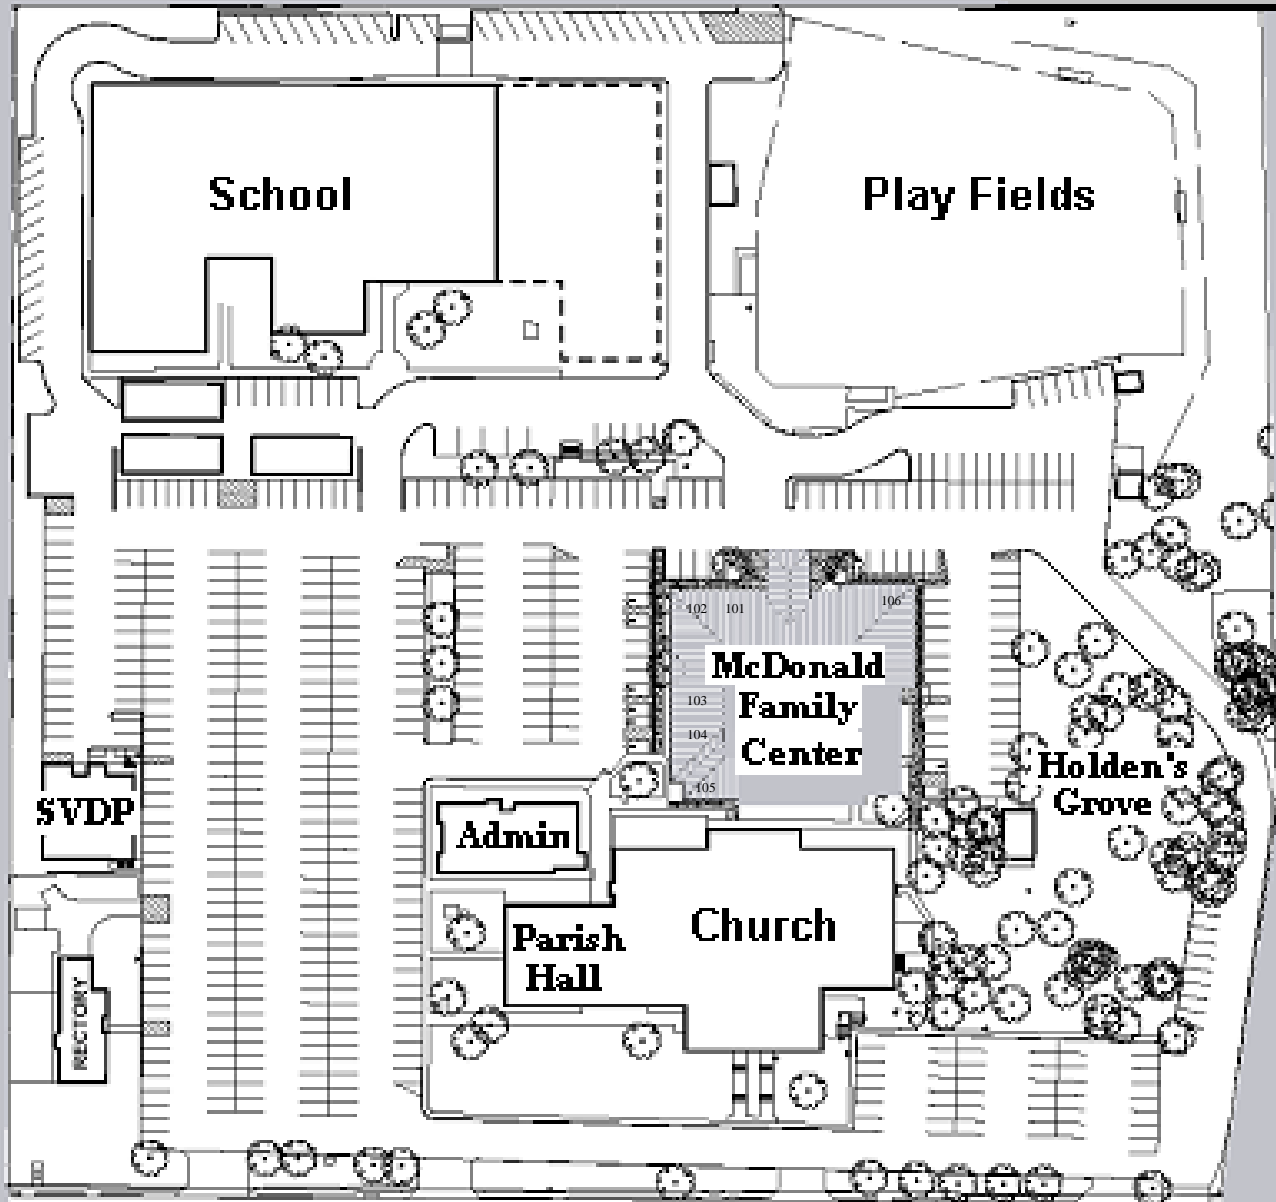 School
Play Fields
102
101
106
McDonald
Family
Center
103
104
105
Holden's
Grove
SVDP
Admin
Church
Parish
Hall
RECTORY